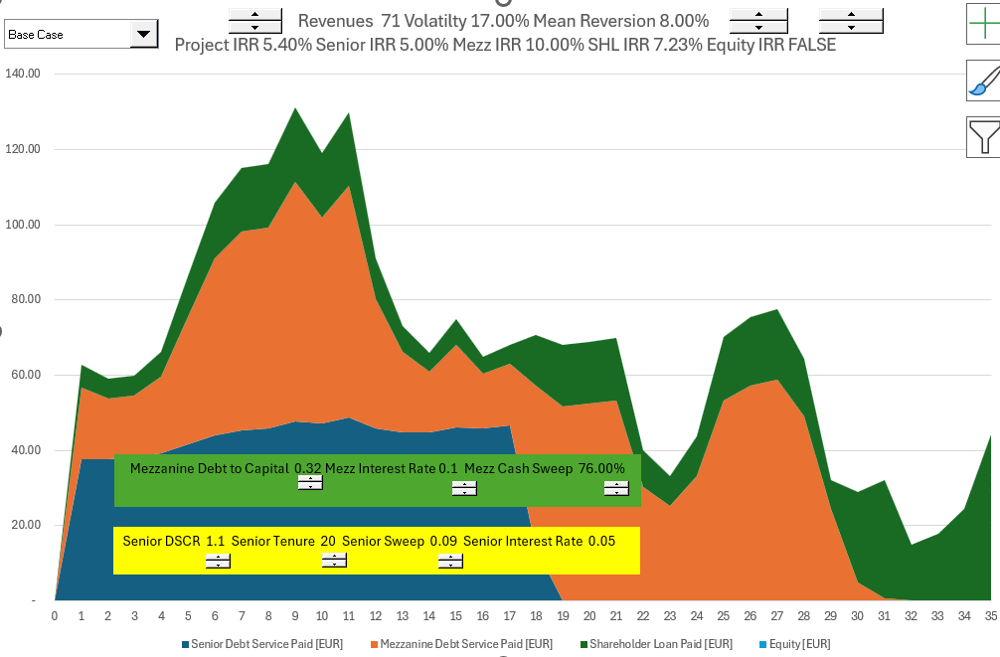 Base Case
Revenues 71 Volatilty 17.00% Mean Reversion 8.00%
Project IRR 5.40% Senior IRR 5.00% Mezz IRR 10.00% SHL IRR 7.23% Equity IRR FALSE
140.00
120.00
100.00
80.00
60.00
40.00
20.00
-
Mezzanine Debt to Capital 0.32 Mezz Interest Rate 0.1 Mezz Cash Sweep 76.00%
Senior DSCR 1.1 Senior Tenure 20 Senior Sweep 0.09 Senior Interest Rate 0.05
0 1 2 3 4 5 6 7 8 9 10 11 12 13 14 15 16 17 18 19 20 21 22 23 24 25 26 27 28 29 30 31 32 33 34 35
Senior Debt Service Paid [EUR] Mezzanine Debt Service Paid [EUR] Shareholder Loan Paid [EUR] Equity [EUR]